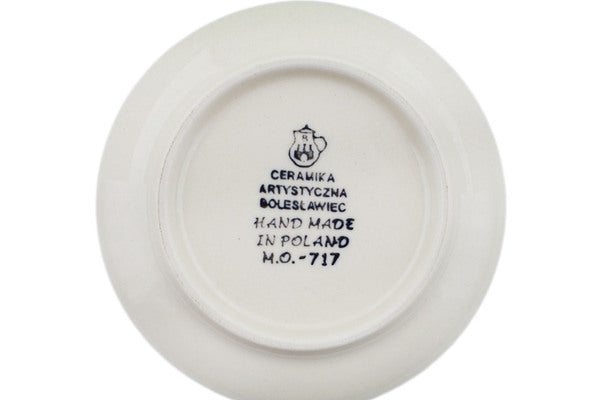 R
CERAMIKA
ARTYSTYCZNA
BOLESŁAWIEC
HAND MADE
IN POLAND
M.O.-717